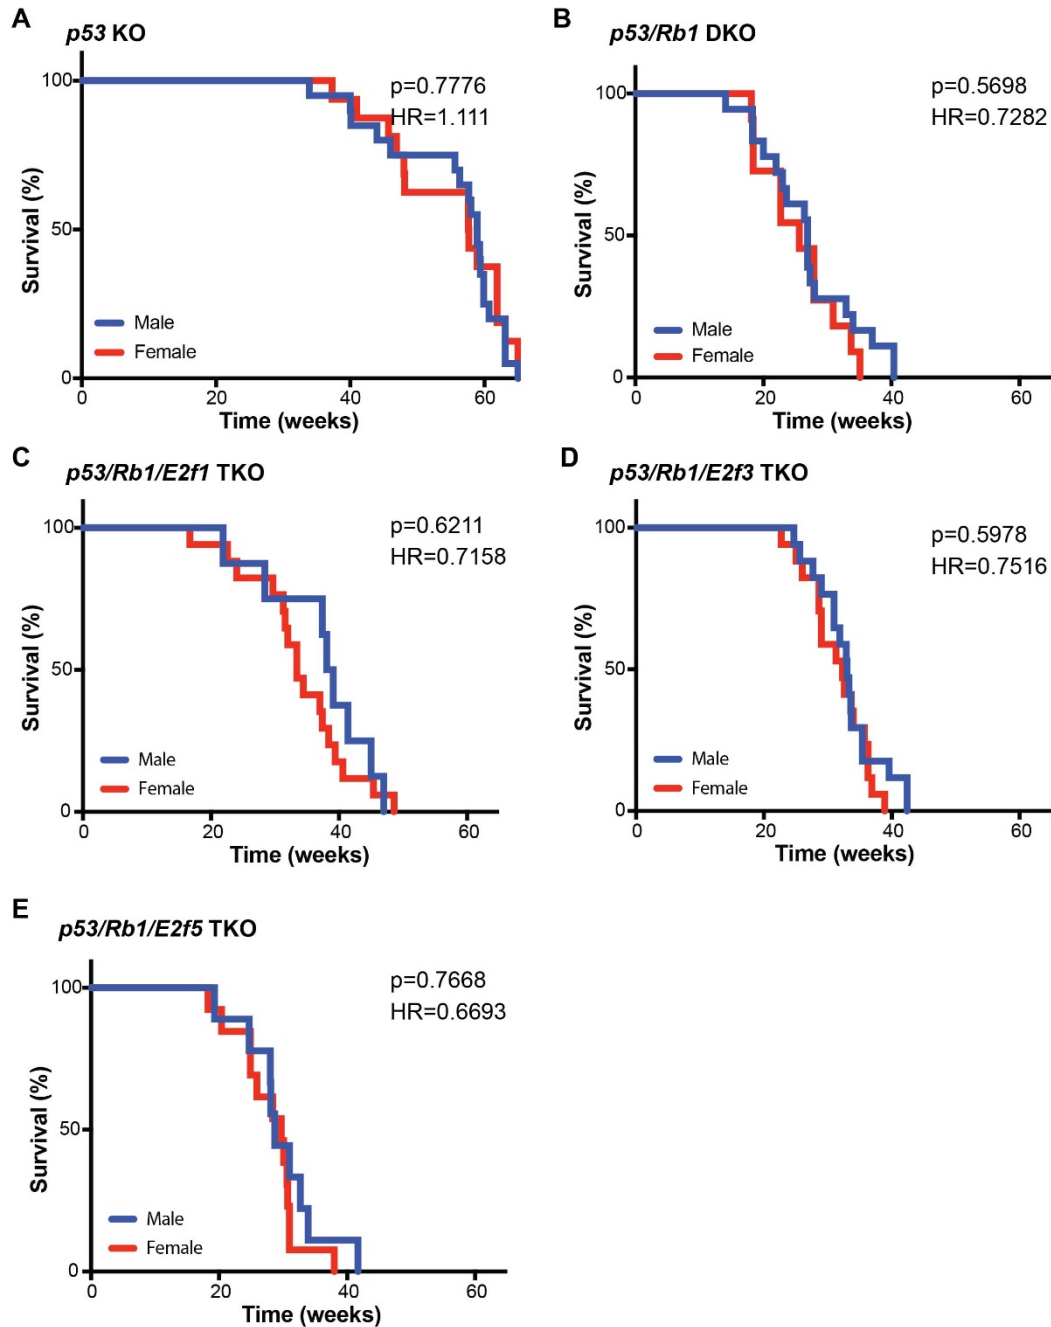 A
p53 KO
p=0.7776
HR=1.111
100
50
0
Survival (%)
Male
Female
20
40
60
Time (weeks)
B
p53/Rb1 DKO
p=0.5698
HR=0.7282
100
50
0
Survival (%)
Male
Female
0
20
40
60
Time (weeks)
C
p53/Rb1/E2f1 TKO
p=0.6211
HR=0.7158
100
50
0
Survival (%)
Male
Female
0
20
40
60
Time (weeks)
D
p53/Rb1/E2f3 TKO
p=0.5978
HR=0.7516
100
50
0
Survival (%)
Male
Female
0
20
40
60
Time (weeks)
E
p53/Rb1/E2f5 TKO
p=0.7668
HR=0.6693
100
50
0
Survival (%)
Male
Female
0
20
40
60
Time (weeks)